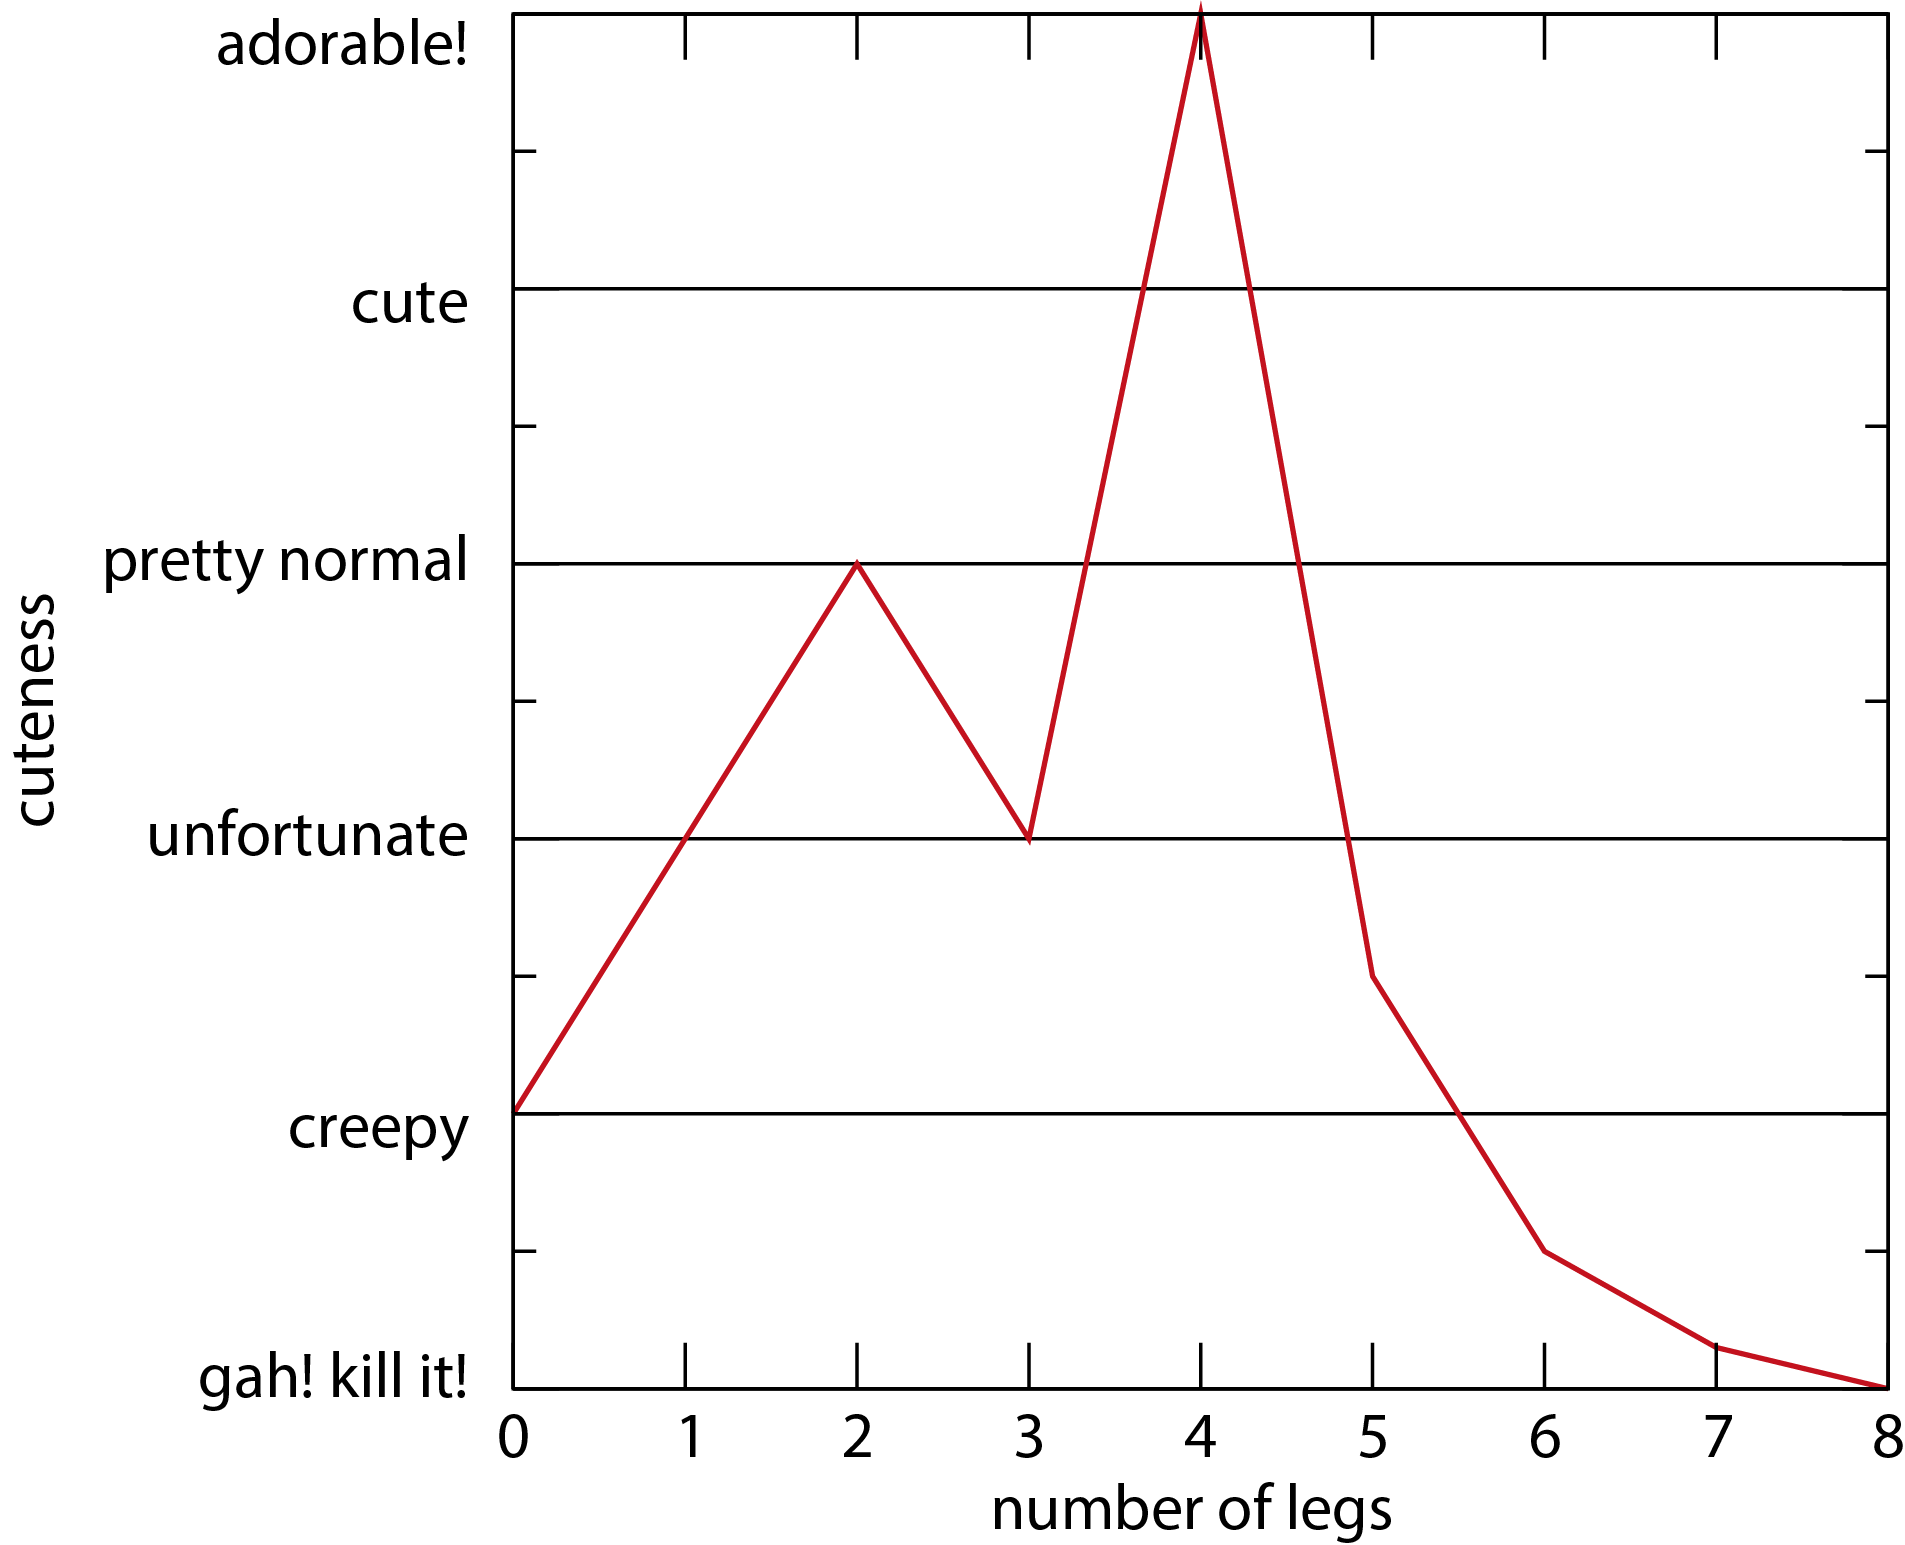 adorable!
cute
pretty normal
unfortunate
creepy
gah! kill it!
cuteness
0 1 2 3 4 5 6 7 8
number of legs